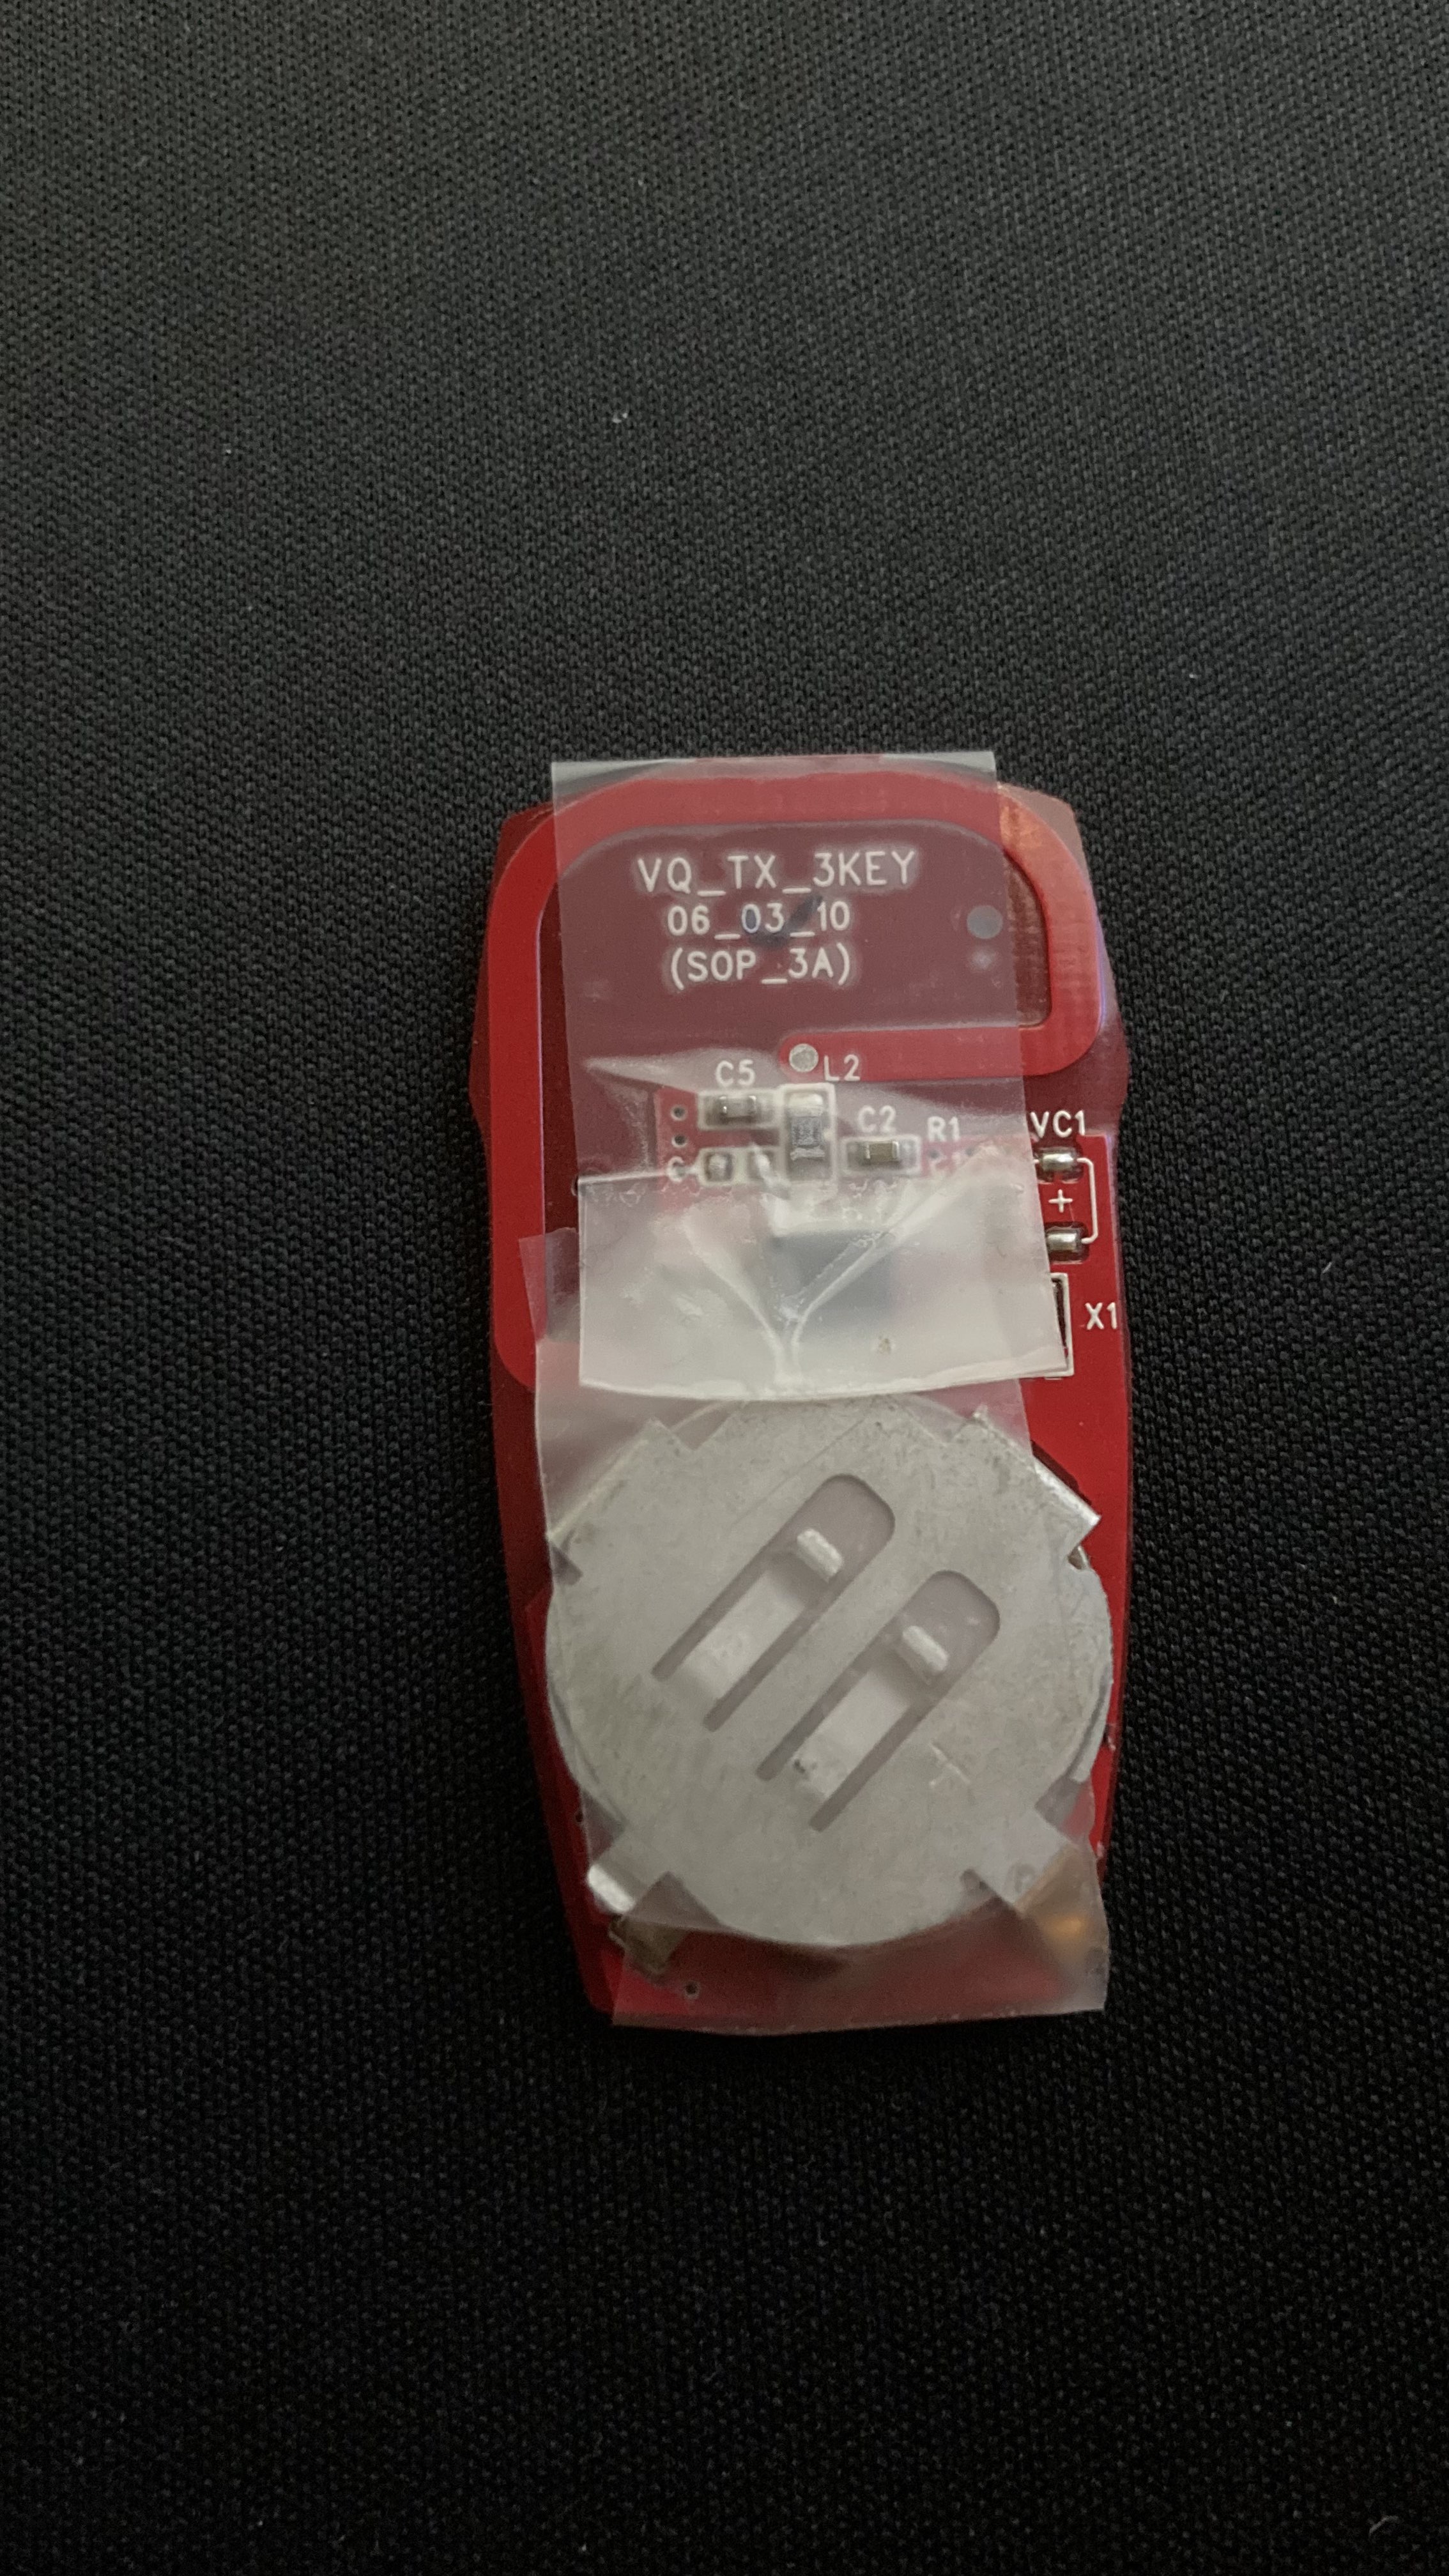 VQ_TX_3KEY
06_03_10
(SOP_3A)
C5
L2
C2
R1
VC1
+
X1